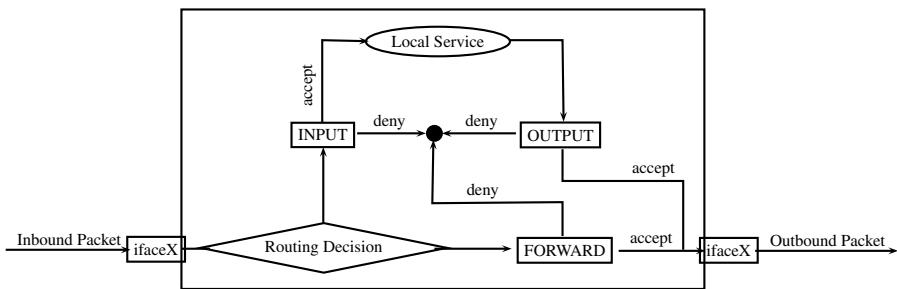 Local Service
accept
INPUT
deny
deny
OUTPUT
accept
deny
Inbound Packet
ifaceX
Routing Decision
FORWARD
accept
ifaceX
Outbound Packet